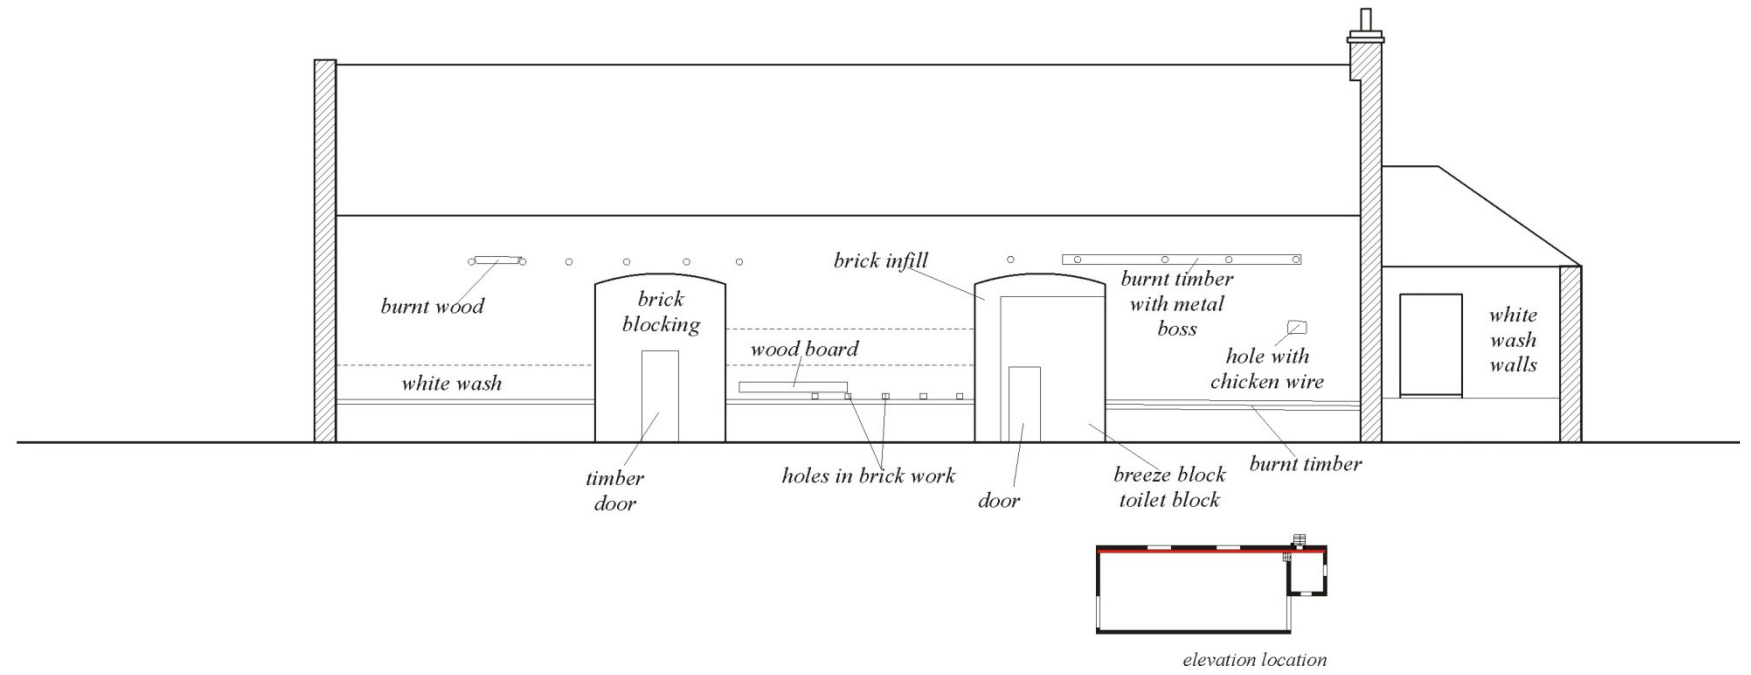 brick infill
burnt wood
brick
blocking
burnt timber
with metal
boss
white
wash
walls
wood board
hole with
chicken wire
white wash
timber
door
holes in brick work
door
breeze block
toilet block
burnt timber
elevation location